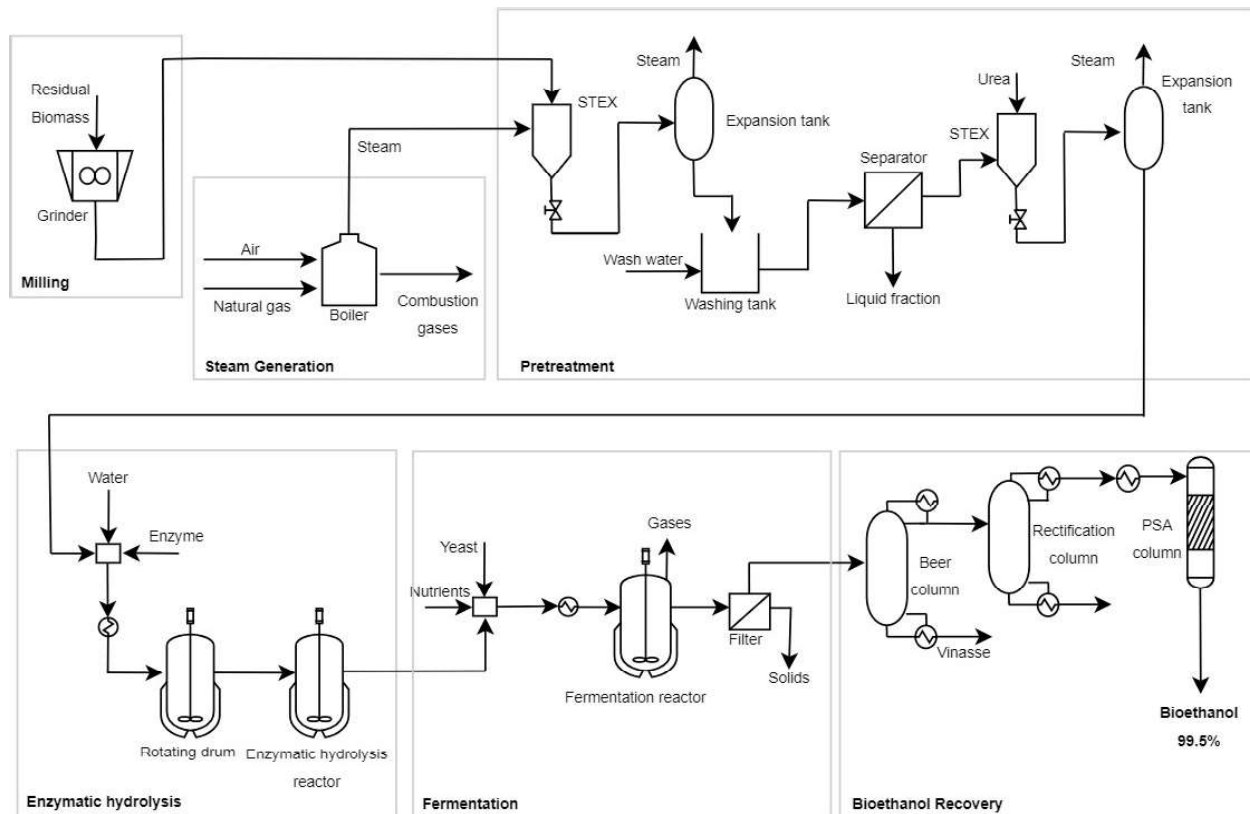 Residual
Biomass
Grinder
Milling
Air
Natural gas
Steam
Boiler
Combustion
gases
Steam Generation
STEX
Steam
Expansion tank
Wash water
Washing tank
Separator
Liquid fraction
Urea
STEX
Steam
Expansion
tank
Pretreatment
Water
Enzyme
Rotating drum
Enzymatic hydrolysis
reactor
Enzymatic hydrolysis
Yeast
Nutrients
Gases
Fermentation reactor
Filter
Solids
Fermentation
Beer
column
Vinasse
Rectification
column
PSA
column
Bioethanol
99.5%
Bioethanol Recovery